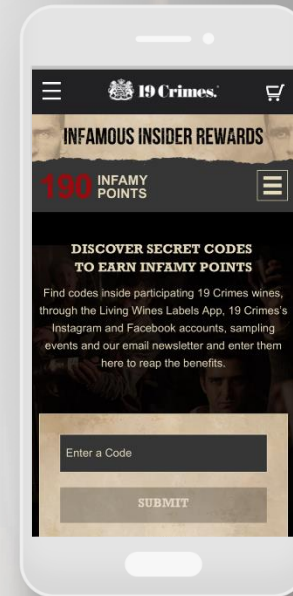 19 Crimes.
INFAMOUS INSIDER REWARDS
190 INFAMY
POINTS
DISCOVER SECRET CODES
TO EARN INFAMY POINTS
Find codes inside participating 19 Crimes wines,
through the Living Wines Labels App, 19 Crimes's
Instagram and Facebook accounts, sampling
events and our email newsletter and enter them
here to reap the benefits.
Enter a Code
SUBMIT